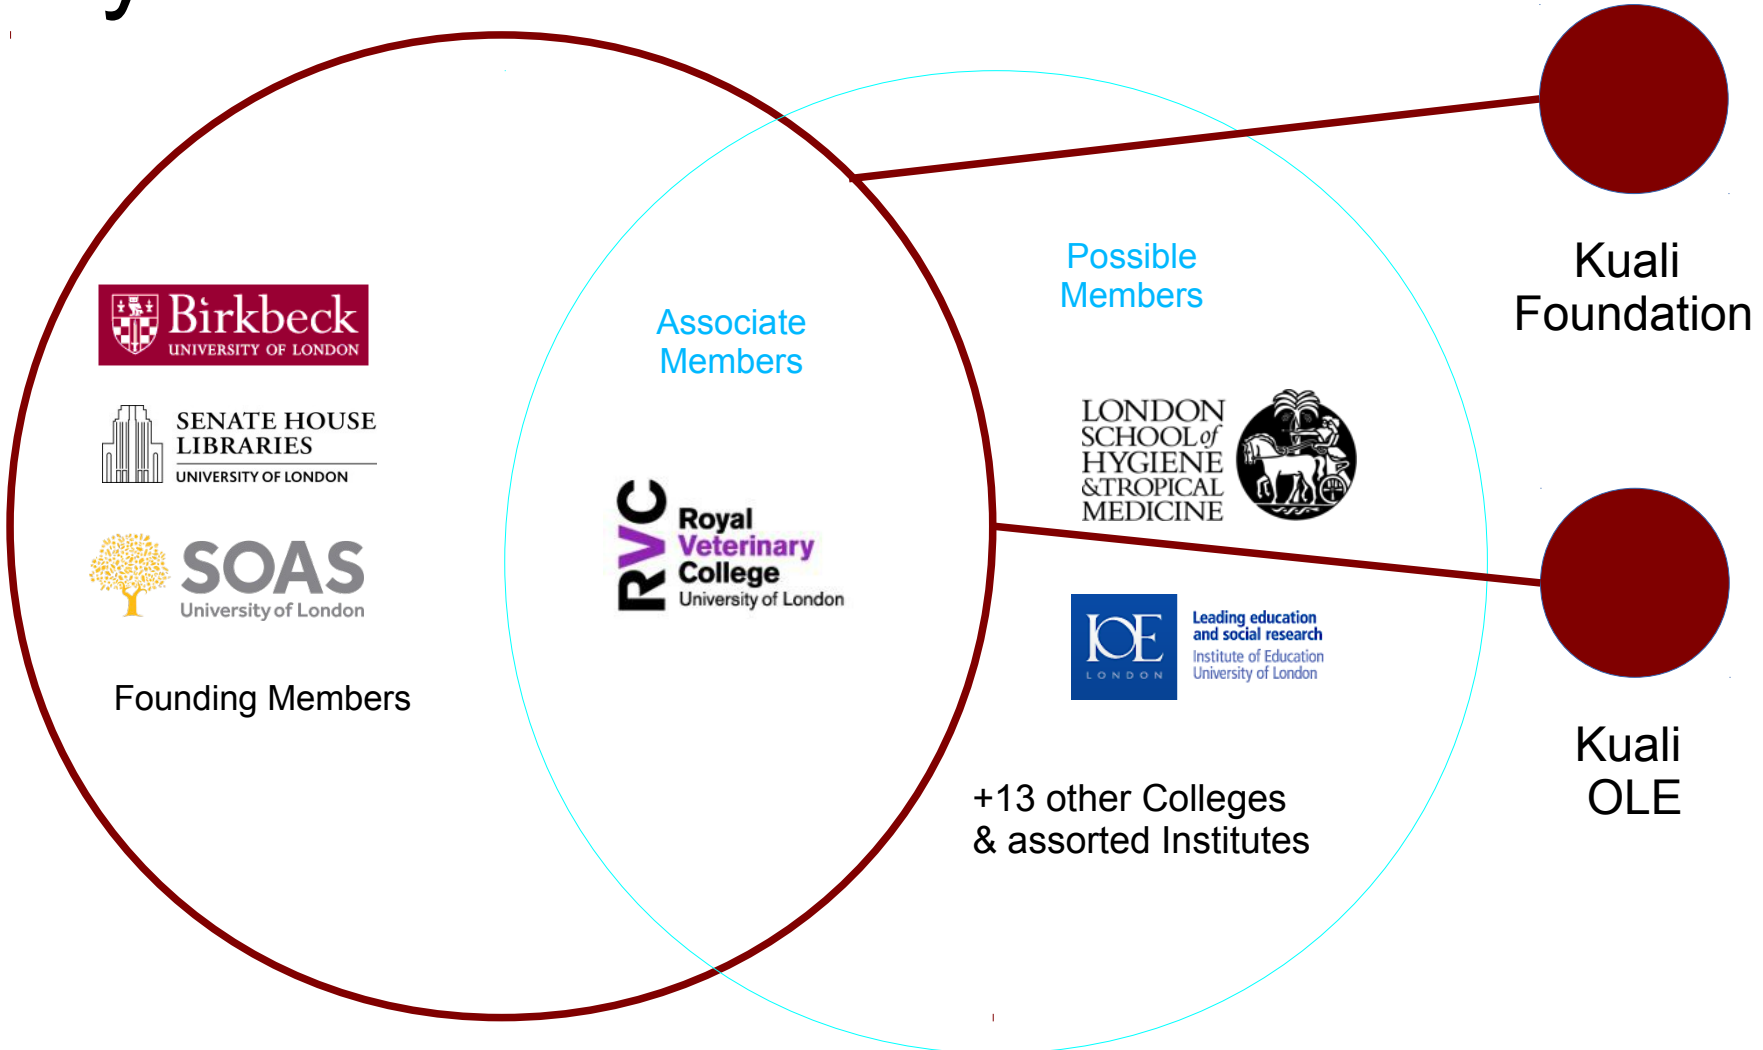 Birkbeck
UNIVERSITY OF LONDON
SENATE HOUSE
LIBRARIES
UNIVERSITY OF LONDON
SOAS
University of London
Founding Members
Associate
Members
RVC
Royal
Veterinary
College
University of London
Possible
Members
LONDON
SCHOOL of
HYGIENE
&TROPICAL
MEDICINE
IOE
LONDON
Leading education
and social research
Institute of Education
University of London
+13 other Colleges
& assorted Institutes
Kuali
Foundation
Kuali
OLE